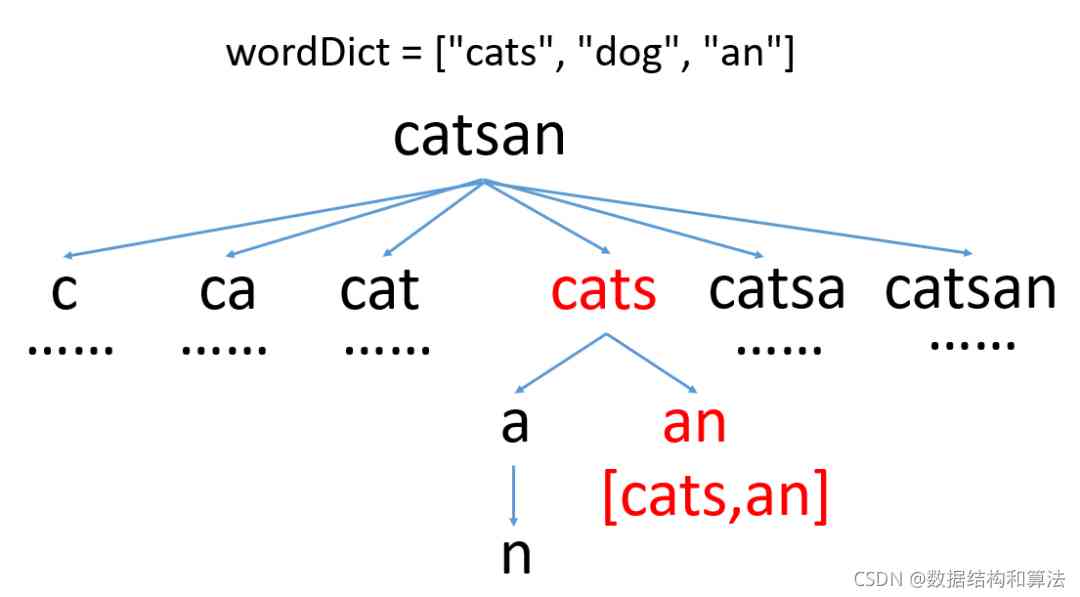 wordDict = ["cats", "dog", "an"]
catsan
c ca cat cats catsa catsan
...... ...... ...... ...... ......
a an
[cats,an]
n
CSDN @数据结构和算法